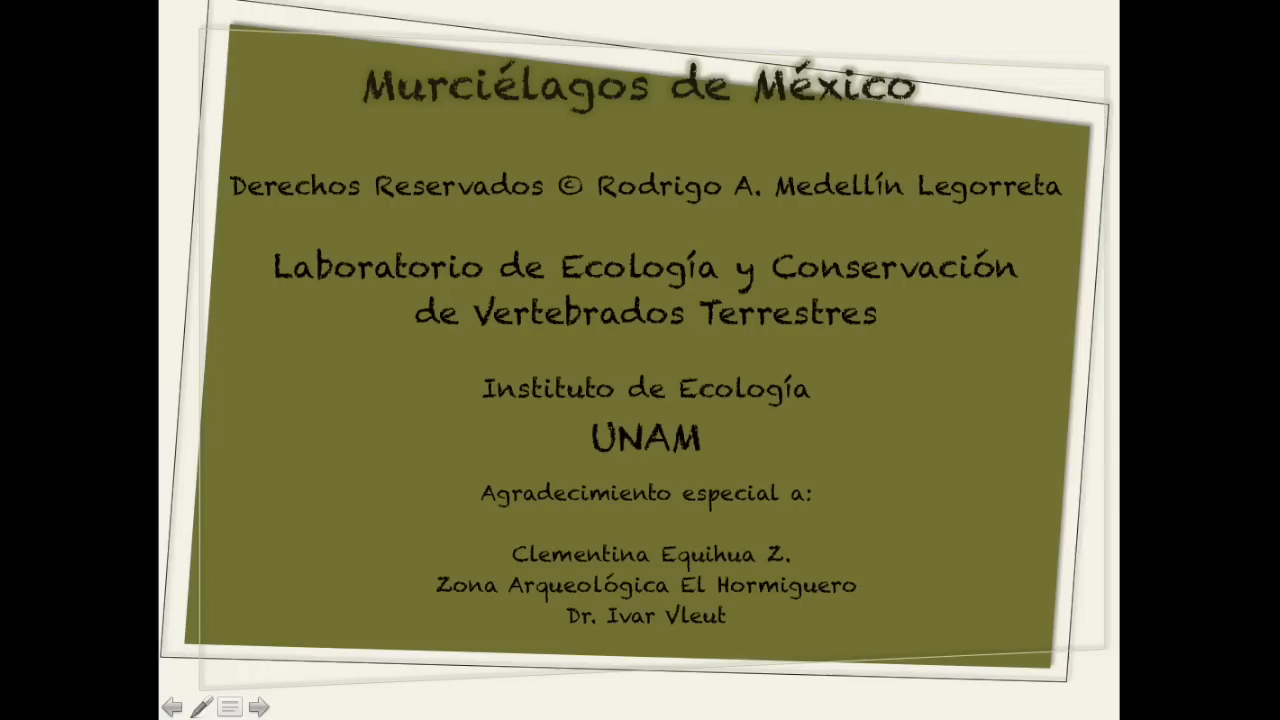 Murciélagos de México
Derechos Reservados © Rodrigo A. Medellín Legorreta
Laboratorio de Ecología y Conservación
de Vertebrados Terrestres
Instituto de Ecología
UNAM
Agradecimiento especial a:
Clementina Equihua Z.
Zona Arqueológica El Hormiguero
Dr. Ivar Vleut